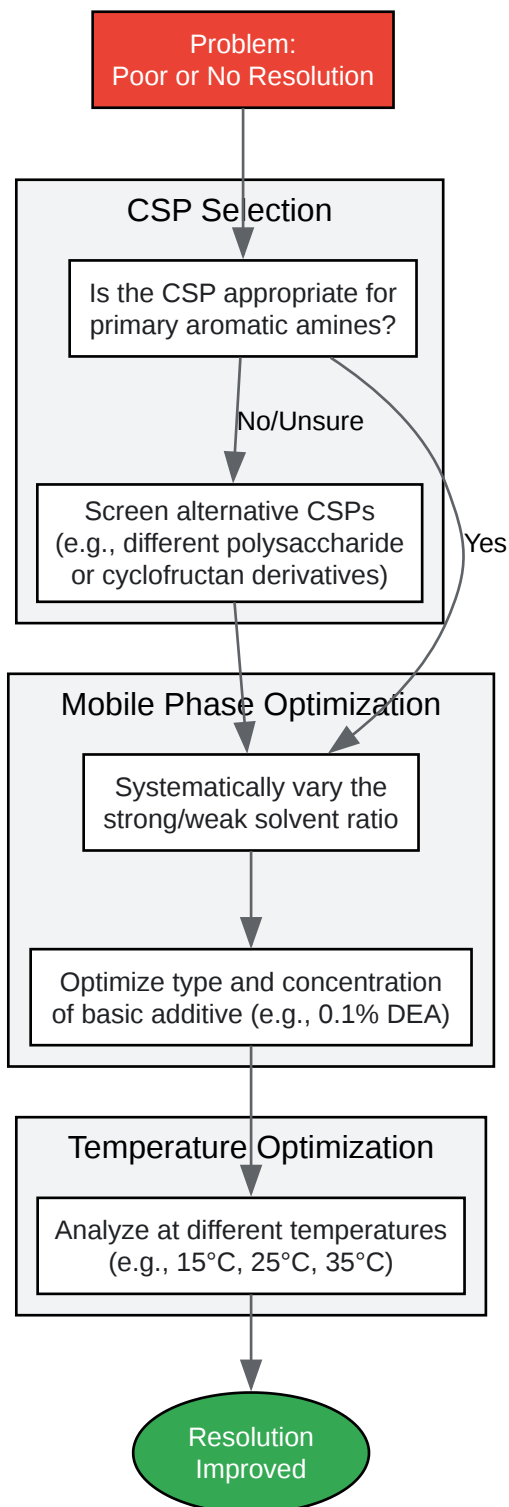 Problem:
Poor or No Resolution
CSP Selection
Is the CSP appropriate for
primary aromatic amines?
No/Unsure
Yes
Screen alternative CSPs
(e.g., different polysaccharide
or cyclofructan derivatives)
Mobile Phase Optimization
Systematically vary the
strong/weak solvent ratio
Optimize type and concentration
of basic additive (e.g., 0.1% DEA)
Temperature Optimization
Analyze at different temperatures
(e.g., 15°C, 25°C, 35°C)
Resolution
Improved